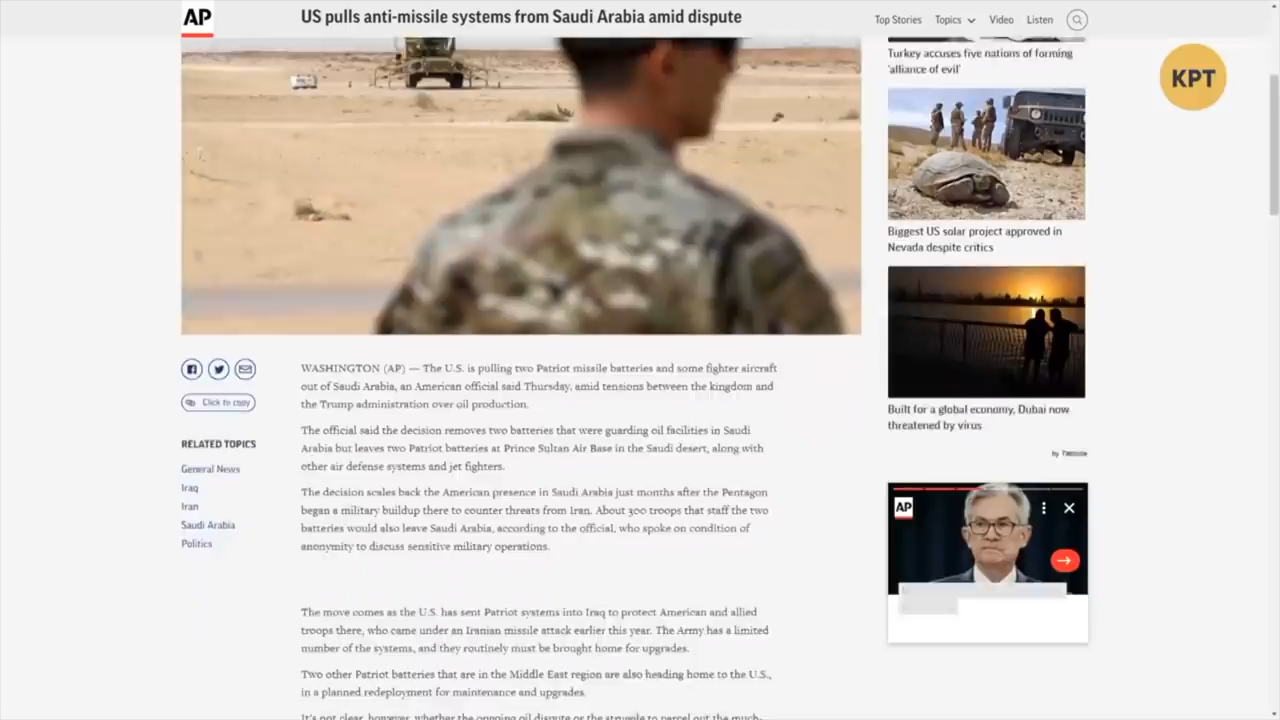 AP
US pulls anti-missile systems from Saudi Arabia amid dispute
Top Stories Topics Video Listen
KPT
Turkey accuses five nations of forming
'alliance of evil'
Biggest US solar project approved in
Nevada despite critics
Built for a global economy, Dubai now
threatened by virus
by
AP
Click to copy
RELATED TOPICS
General News
Iraq
Iran
Saudi Arabia
Politics
WASHINGTON (AP) — The U.S. is pulling two Patriot missile batteries and some fighter aircraft
out of Saudi Arabia, an American official said Thursday, amid tensions between the kingdom and
the Trump administration over oil production.
The official said the decision removes two batteries that were guarding oil facilities in Saudi
Arabia but leaves two Patriot batteries at Prince Sultan Air Base in the Saudi desert, along with
other air defense systems and jet fighters.
The decision scales back the American presence in Saudi Arabia just months after the Pentagon
began a military buildup there to counter threats from Iran. About 300 troops that staff the two
batteries would also leave Saudi Arabia, according to the official, who spoke on condition of
anonymity to discuss sensitive military operations.
The move comes as the U.S. has sent Patriot systems into Iraq to protect American and allied
troops there, who came under an Iranian missile attack earlier this year. The Army has a limited
number of the systems, and they routinely must be brought home for upgrades.
Two other Patriot batteries that are in the Middle East region are also heading home to the U.S.,
in a planned redeployment for maintenance and upgrades.
It's not clear, however, whether the ongoing oil dispute or the struggle to parcel out the much-